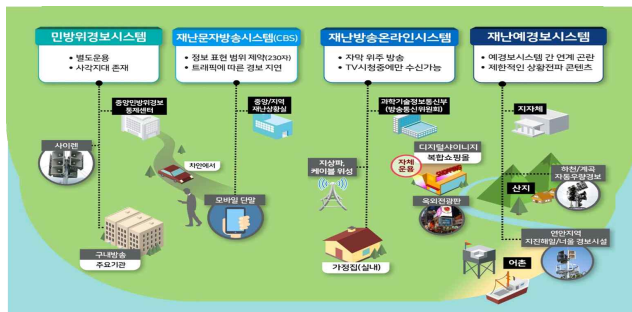 민방위경보시스템
• 별도운용
• 사각지대 존재
재난문자방송시스템(CBS)
• 정보 표현 범위 제약(230자)
• 트래픽에 따른 경보 지연
재난방송온라인시스템
• 자막 위주 방송
• TV시청중에만 수신가능
재난예경보시스템
• 예경보시스템 간 연계 곤란
• 제한적인 상황전파 콘텐츠
중앙민방위경보
통제센터
사이렌
차안에서
구내방송
주요기관
중앙/지역
재난상황실
모바일 단말
과학기술정보통신부
(방송통신위원회)
지상파,
케이블 위성
가정집(실내)
디지털샤이니지
복합쇼핑몰
자체
운용
SHOPPING
옥외전광판
지자체
산지
하천/계곡
자동우량경보
연안지역
지진해일/너울 경보시설
어촌